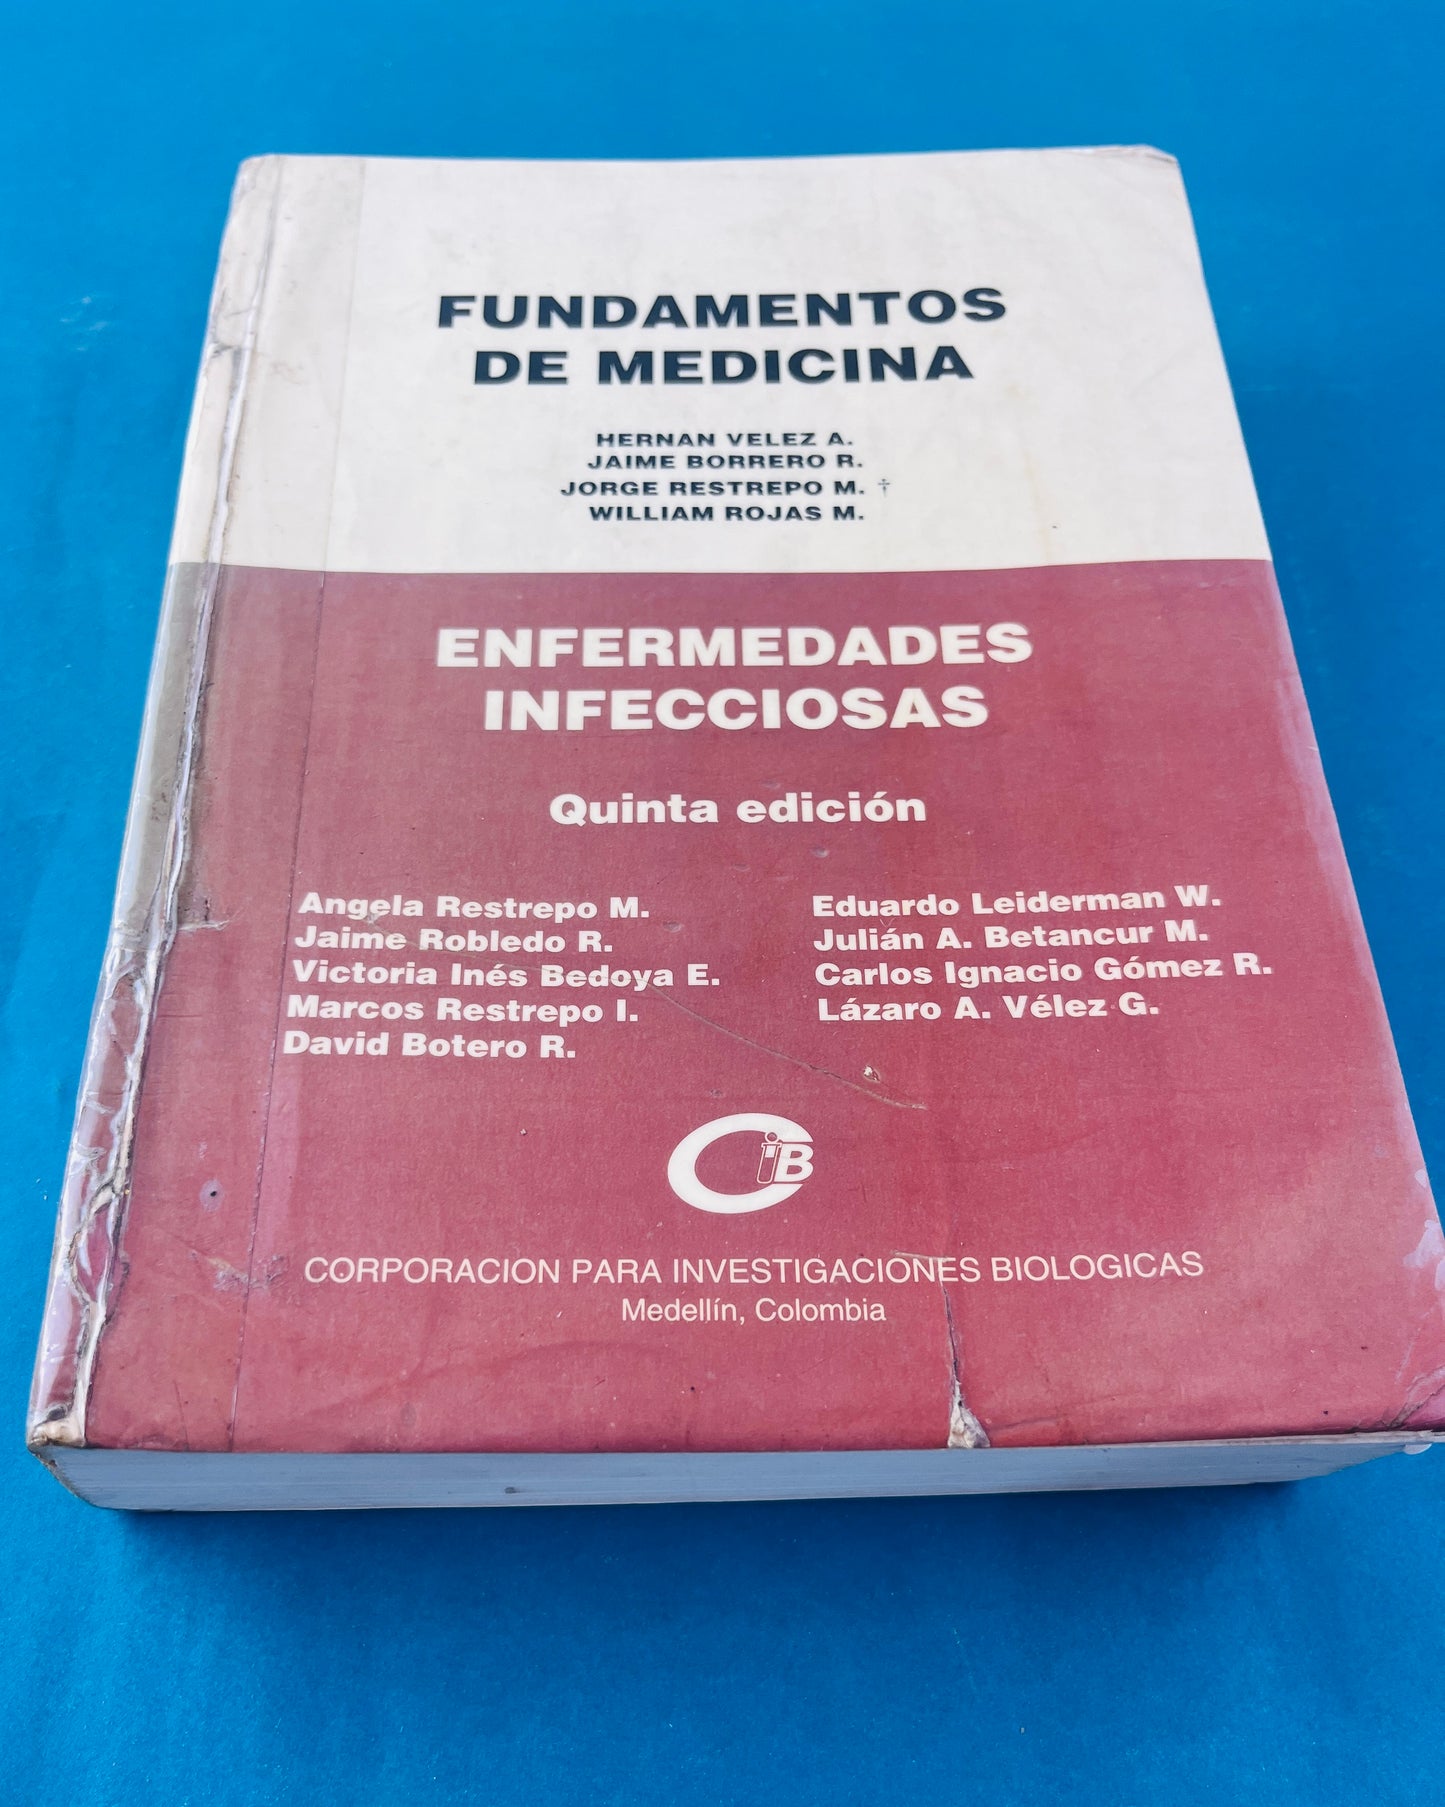 FUNDAMENTOS
DE MEDICINA
HERNAN VELEZ A.
JAIME BORRERO R.
JORGE RESTREPO M. †
WILLIAM ROJAS M.
ENFERMEDADES
INFECCIOSAS
Quinta edición
Angela Restrepo M.
Jaime Robledo R.
Victoria Inés Bedoya E.
Marcos Restrepo I.
David Botero R.
Eduardo Leiderman W.
Julián A. Betancur M.
Carlos Ignacio Gómez R.
Lázaro A. Vélez G.
CiB
CORPORACION PARA INVESTIGACIONES BIOLOGICAS
Medellín, Colombia